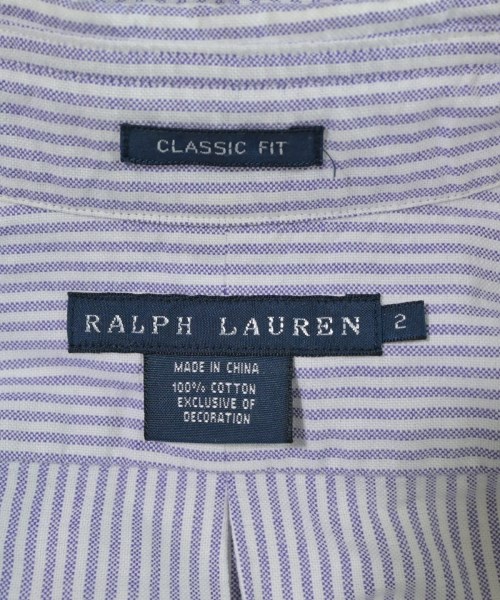 CLASSIC FIT
RALPH LAUREN 2
MADE IN CHINA
100% COTTON
EXCLUSIVE OF
DECORATION